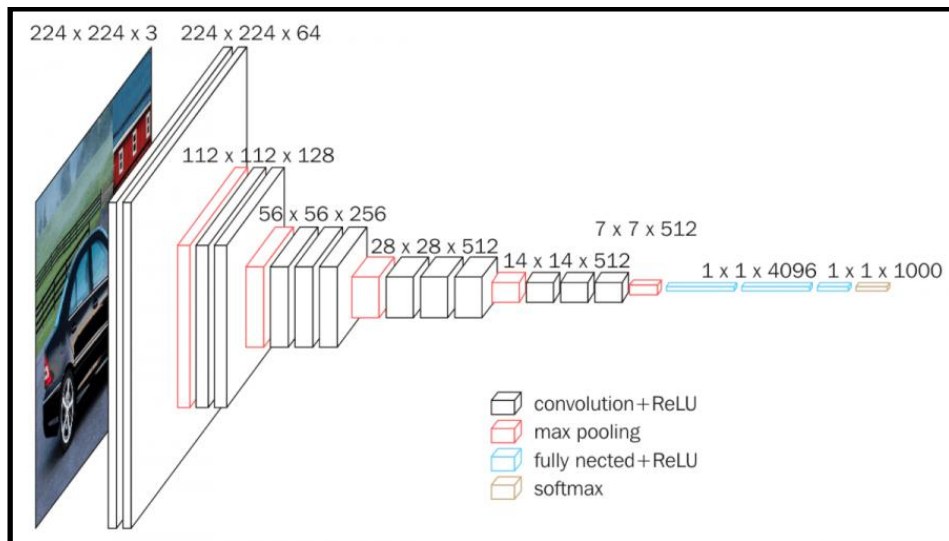 224 x 224 x 3
224 x 224 x 64
112 x 112 x 128
56 x 56 x 256
28 x 28 x 512
14 x 14 x 512
7 x 7 x 512
1 x 1 x 4096
1 x 1 x 1000
convolution+ReLU
max pooling
fully nected+ReLU
softmax